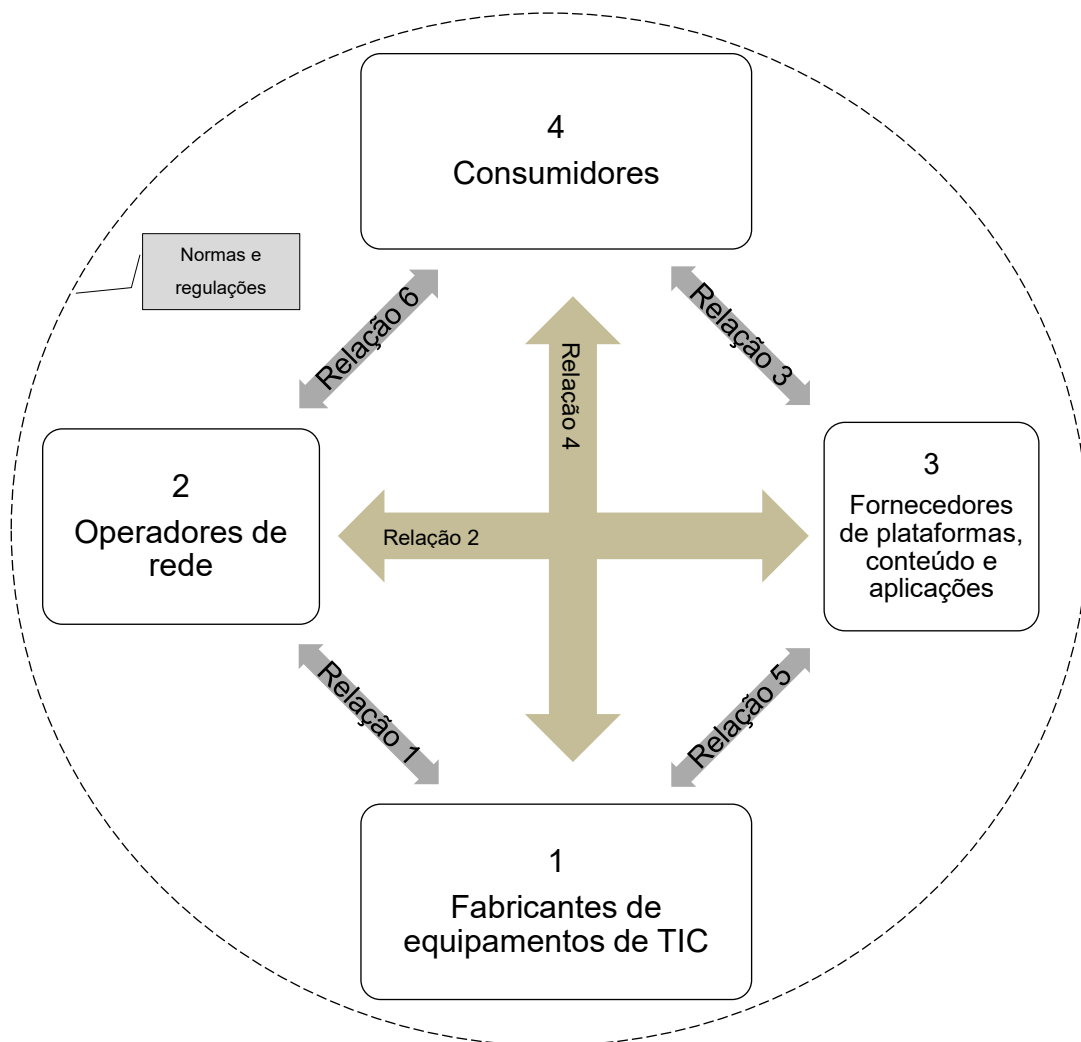 4
Consumidores
Normas e
regulações
Relação 6
Relação 3
Relação 4
2
Operadores de
rede
Relação 2
3
Fornecedores
de plataformas,
conteúdo e
aplicações
Relação 1
Relação 5
1
Fabricantes de
equipamentos de TIC